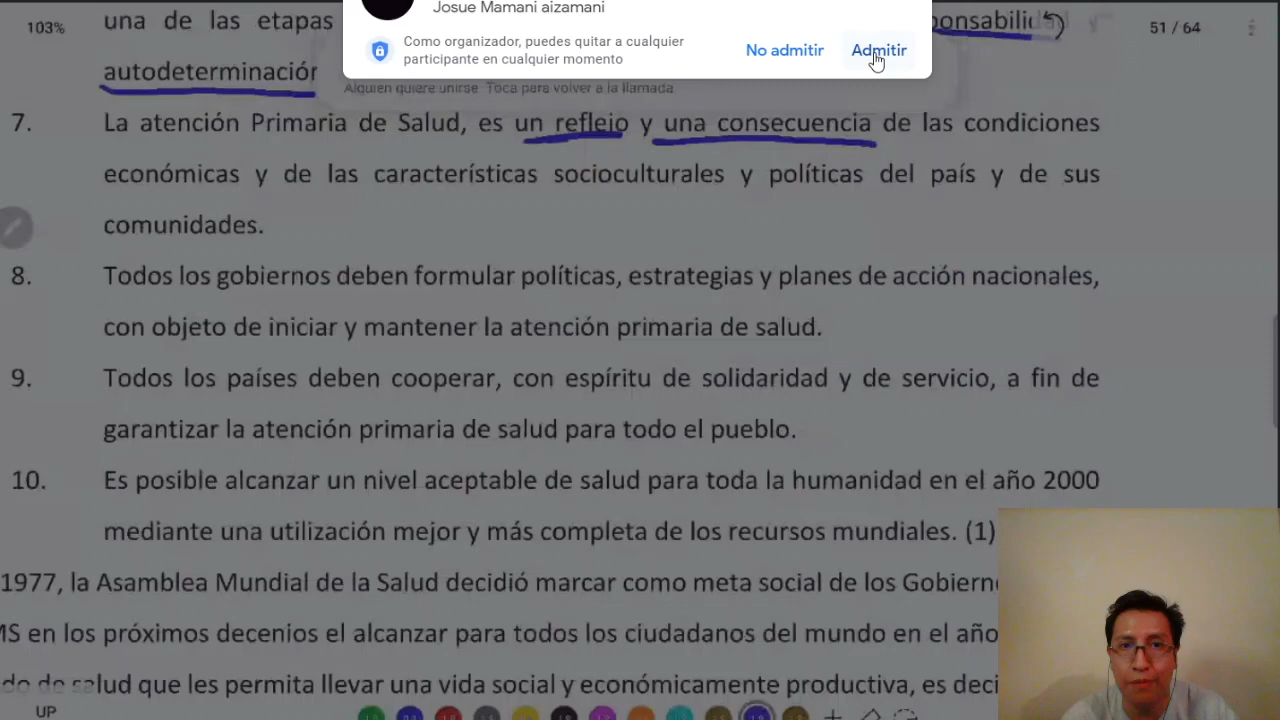 Josue Mamani aizamani
103%
una de las etapas
51 / 64
Como organizador, puedes quitar a cualquier
participante en cualquier momento
No admitir
Admitir
autodeterminación
Alguien quiere unirse Toca para volver a la llamada
7. La atención Primaria de Salud, es un reflejo y una consecuencia de las condiciones
económicas y de las características socioculturales y políticas del país y de sus
comunidades.
8. Todos los gobiernos deben formular políticas, estrategias y planes de acción nacionales,
con objeto de iniciar y mantener la atención primaria de salud.
9. Todos los países deben cooperar, con espíritu de solidaridad y de servicio, a fin de
garantizar la atención primaria de salud para todo el pueblo.
10. Es posible alcanzar un nivel aceptable de salud para toda la humanidad en el año 2000
mediante una utilización mejor y más completa de los recursos mundiales. (1)
1977, la Asamblea Mundial de la Salud decidió marcar como meta social de los Gobierno
MS en los próximos decenios el alcanzar para todos los ciudadanos del mundo en el año
do de salud que les permita llevar una vida social y económicamente productiva, es deci
UP